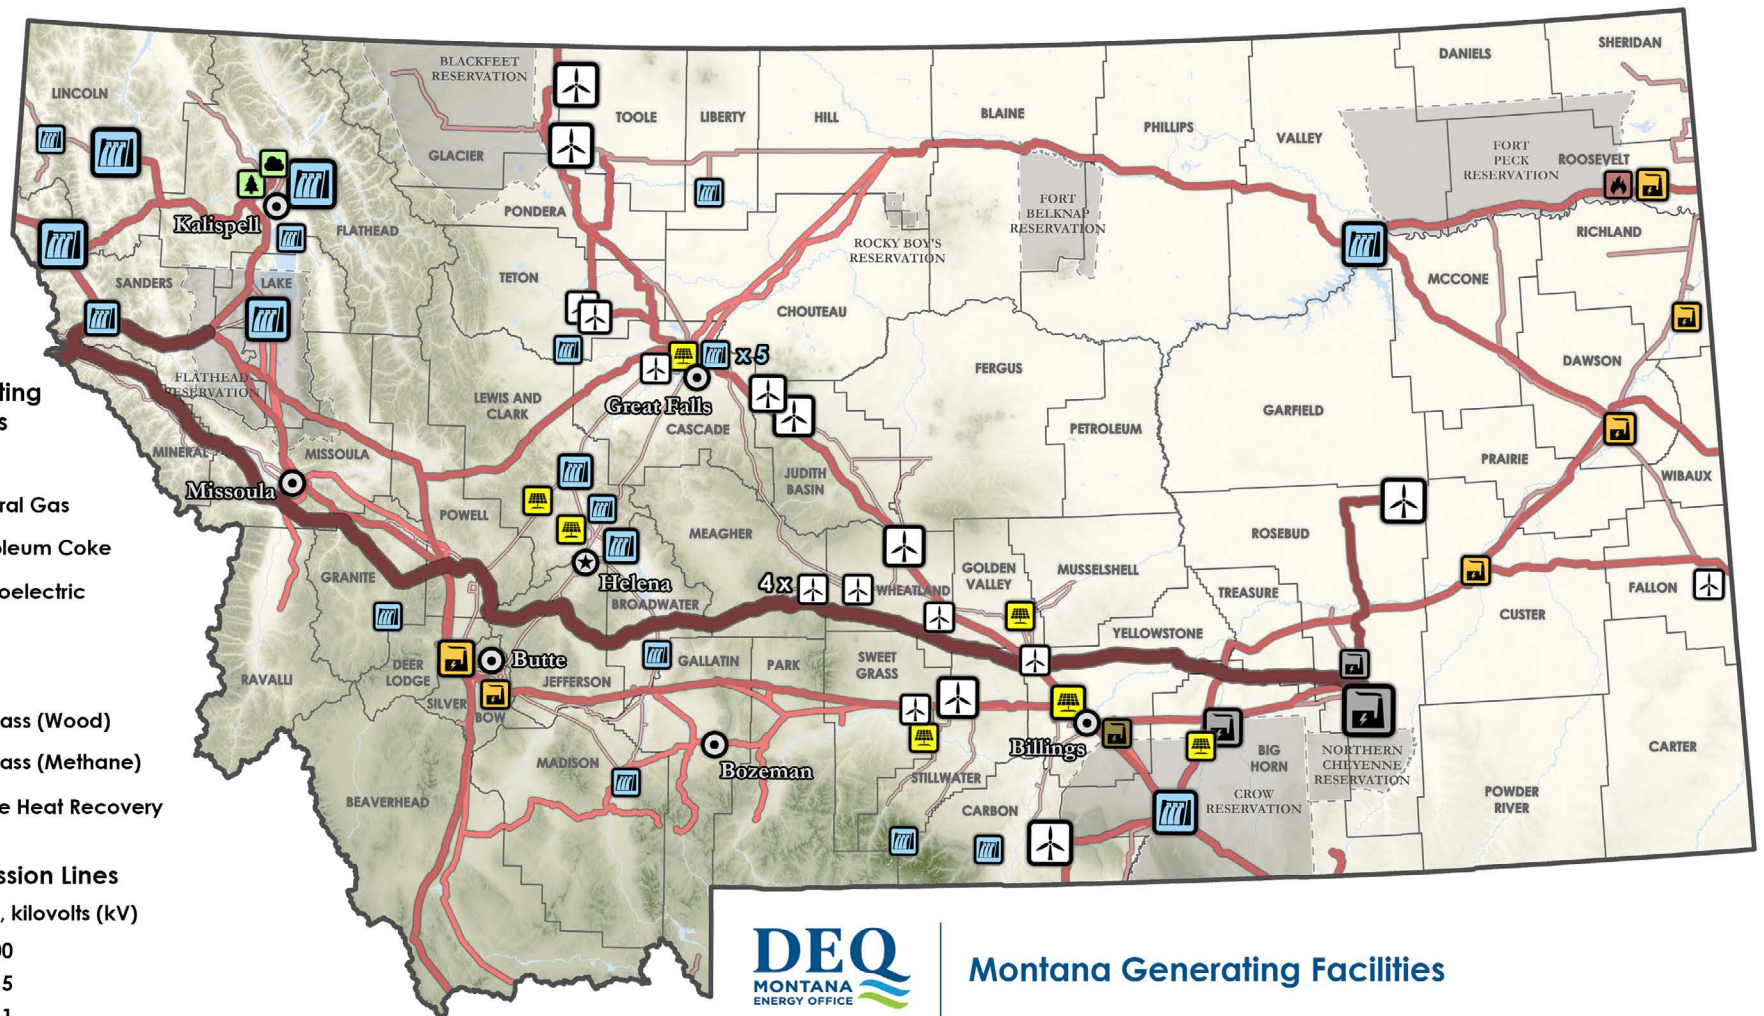 BLACKFEET
RESERVATION
DANIELS
SHERIDAN
LINCOLN
TOOLE
LIBERTY
HILL
BLAINE
PHILLIPS
VALLEY
GLACIER
FORT
PECK
RESERVATION
ROOSEVELT
Kalispell
FLATHEAD
PONDERA
FORT
BELKNAP
RESERVATION
ROCKY BOY'S
RESERVATION
RICHLAND
SANDERS
LAKE
TETON
MCCONE
CHOUTEAU
x 5
FERGUS
DAWSON
FLATHEAD
RESERVATION
LEWIS AND
CLARK
Great Falls
CASCADE
GARFIELD
PETROLEUM
MINERAL
MISSOULA
JUDITH
BASIN
PRAIRIE
WIBAUX
Missoula
POWELL
MEAGHER
ROSEBUD
GRANITE
Helena
BROADWATER
4 x
WHEATLAND
GOLDEN
VALLEY
MUSSELSHELL
TREASURE
FALLON
CUSTER
YELLOWSTONE
RAVALLI
DEER
LODGE
Butte
JEFFERSON
GALLATIN
PARK
SWEET
GRASS
SILVER
BOW
Billings
BIG
HORN
NORTHERN
CHEYENNE
RESERVATION
CARTER
MADISON
Bozeman
STILLWATER
BEAVERHEAD
CARBON
CROW
RESERVATION
POWDER
RIVER
ting
s
ral Gas
leum Coke
oelectric
ass (Wood)
ass (Methane)
e Heat Recovery
ssion Lines
, kilovolts (kV)
00
5
DEQ
MONTANA
ENERGY OFFICE
Montana Generating Facilities